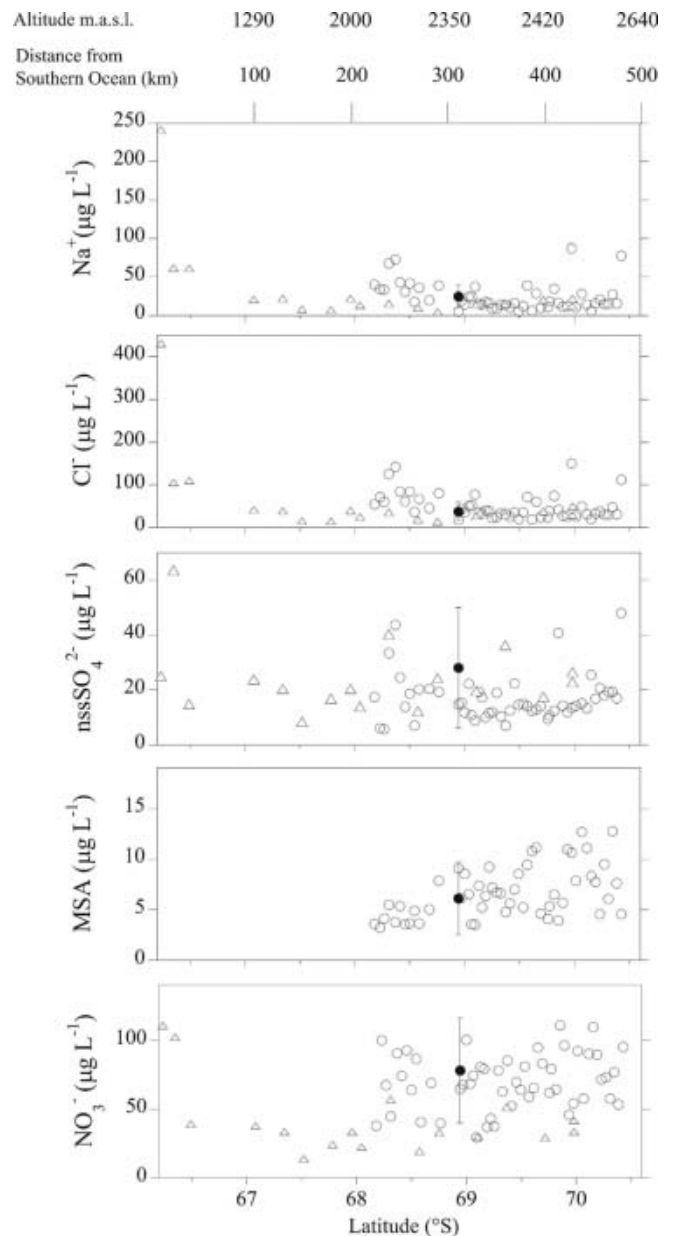 Altitude m.a.s.l. 1290 2000 2350 2420 2640
Distance from
Southern Ocean (km) 100 200 300 400 500
250
200
150
100
50
0
Na⁺ (μg L⁻¹)
400
300
200
100
0
Cl⁻ (μg L⁻¹)
60
40
20
0
nssSO₄²⁻ (μg L⁻¹)
15
10
5
0
MSA (μg L⁻¹)
100
50
0
NO₃⁻ (μg L⁻¹)
67 68 69 70
Latitude (°S)